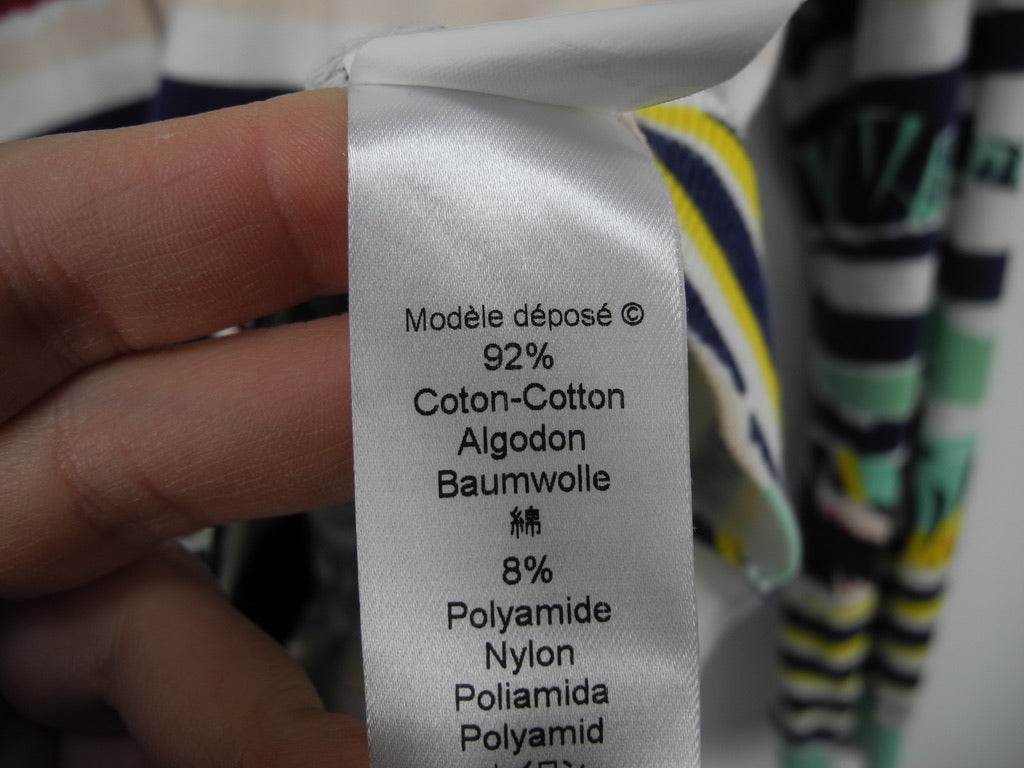 Modèle déposé ©
92%
Coton-Cotton
Algodon
Baumwolle
綿
8%
Polyamide
Nylon
Poliamida
Polyamid